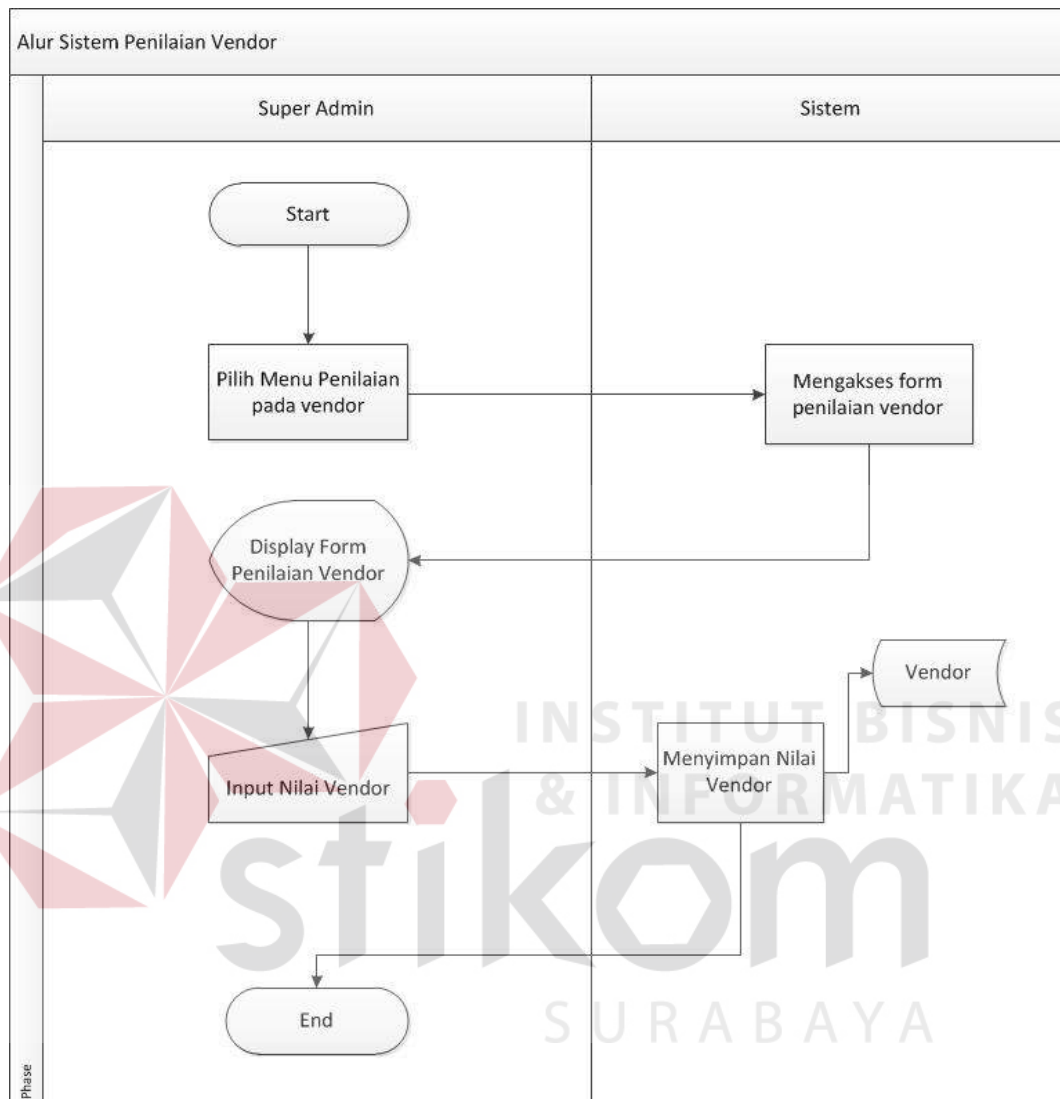 Alur Sistem Penilaian Vendor
Super Admin
Sistem
Start
Pilih Menu Penilaian
pada vendor
Mengakses form
penilaian vendor
Display Form
Penilaian Vendor
Vendor
Input Nilai Vendor
Menyimpan Nilai
Vendor
End
Phase
INSTITUT BISNIS
& INFORMATIKA
stikom
SURABAYA